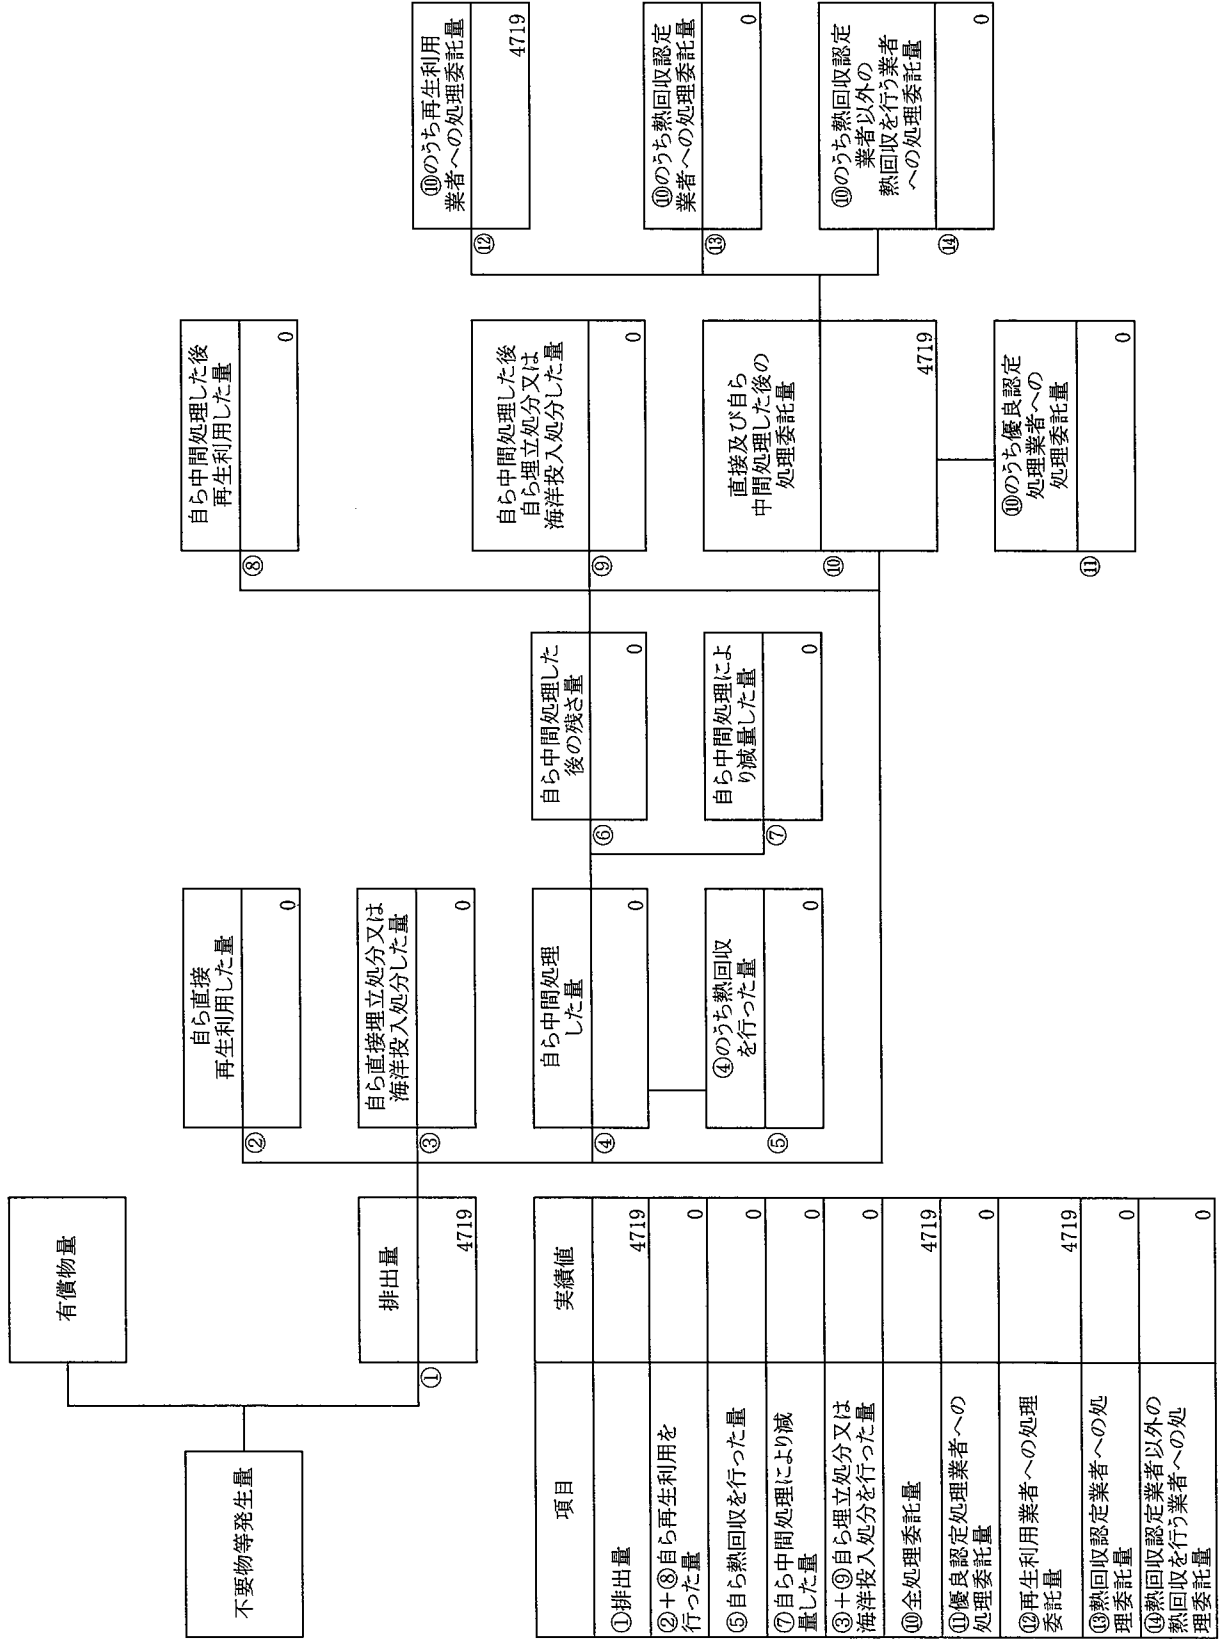 不要物等発生量
有償物量
①
排出量
4719
②
自ら直接
再生利用した量
0
③
自ら直接埋立処分又は
海洋投入処分した量
0
④
自ら中間処理
した量
0
⑤
④のうち熱回収
を行った量
0
⑥
自ら中間処理した
後の残さ量
0
⑦
自ら中間処理によ
り減量した量
0
⑧
自ら中間処理した後
再生利用した量
0
⑨
自ら中間処理した後
自ら埋立処分又は
海洋投入処分した量
0
⑩
直接及び自ら
中間処理した後の
処理委託量
4719
⑪
⑩のうち優良認定
処理業者への
処理委託量
0
⑫
⑩のうち再生利用
業者への処理委託量
4719
⑬
⑩のうち熱回収認定
業者への処理委託量
0
⑭
⑩のうち熱回収認定
業者以外の
熱回収を行う業者
への処理委託量
0
項目 実績値
①排出量 4719
②+⑧自ら再生利用を
行った量 0
⑤自ら熱回収を行った量 0
⑦自ら中間処理により減
量した量 0
③+⑨自ら埋立処分又は
海洋投入処分を行った量 0
⑩全処理委託量 4719
⑪優良認定処理業者への
処理委託量 0
⑫再生利用業者への処理
委託量 4719
⑬熱回収認定業者への処
理委託量 0
⑭熱回収認定業者以外の
熱回収を行う業者への処
理委託量 0